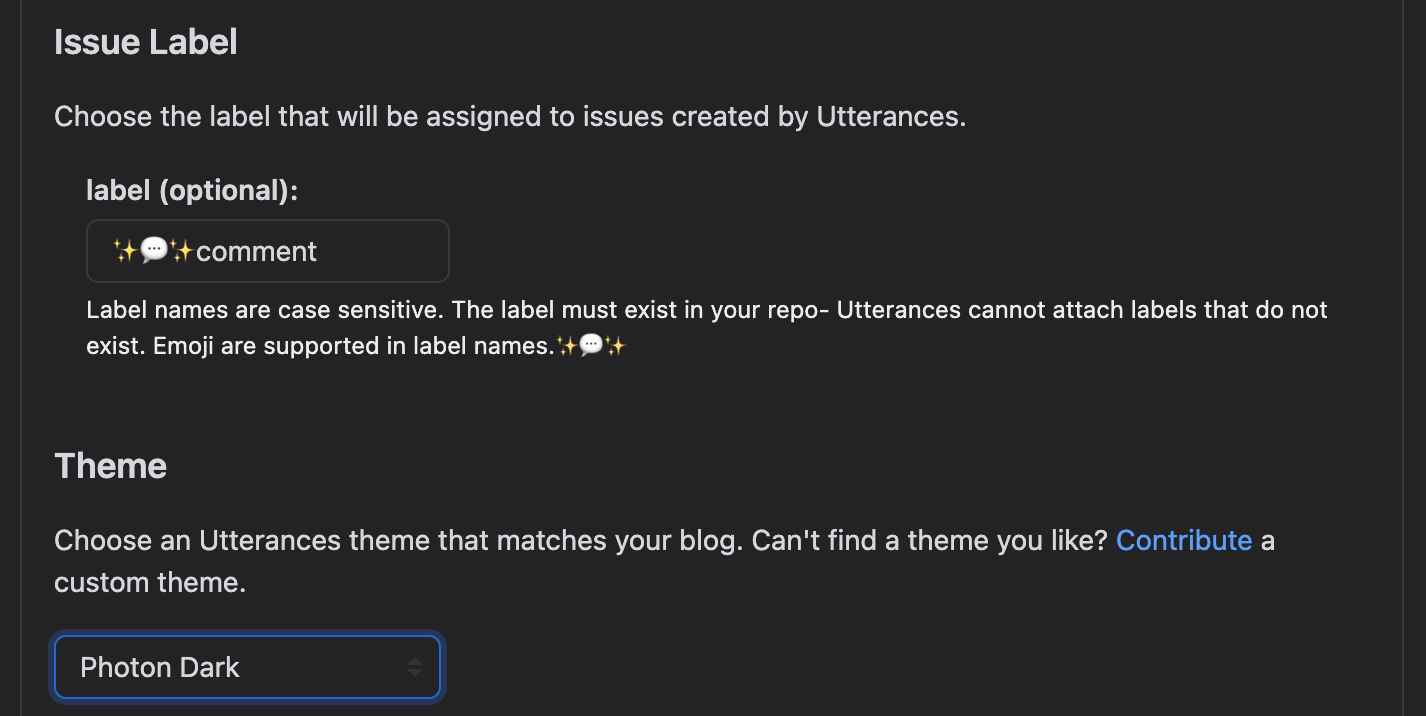 Issue Label
Choose the label that will be assigned to issues created by Utterances.
label (optional):
✨💬✨comment
Label names are case sensitive. The label must exist in your repo- Utterances cannot attach labels that do not
exist. Emoji are supported in label names.✨💬✨
Theme
Choose an Utterances theme that matches your blog. Can't find a theme you like? Contribute a
custom theme.
Photon Dark